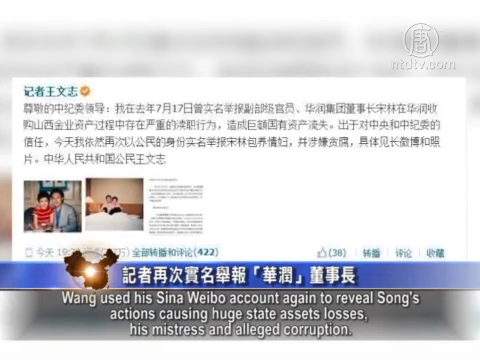 ntdtv.com
记者王文志
尊敬的中纪委领导：我在去年7月17日曾实名举报副部级官员、华润集团董事长宋林在华润收
购山西金业资产过程中存在严重的渎职行为，造成巨额国有资产流失。出于对中央和中纪委的
信任，今天我依然再次以公民的身份实名举报宋林包养情妇，并涉嫌贪腐，具体见长微博和照
片。中华人民共和国公民王文志
今天 19:
全部转播和评论(422)
(38)
转播
评论
收藏
記者再次實名舉報「華潤」董事長
Wang used his Sina Weibo account again to reveal Song's
actions causing huge state assets losses,
his mistress and alleged corruption.